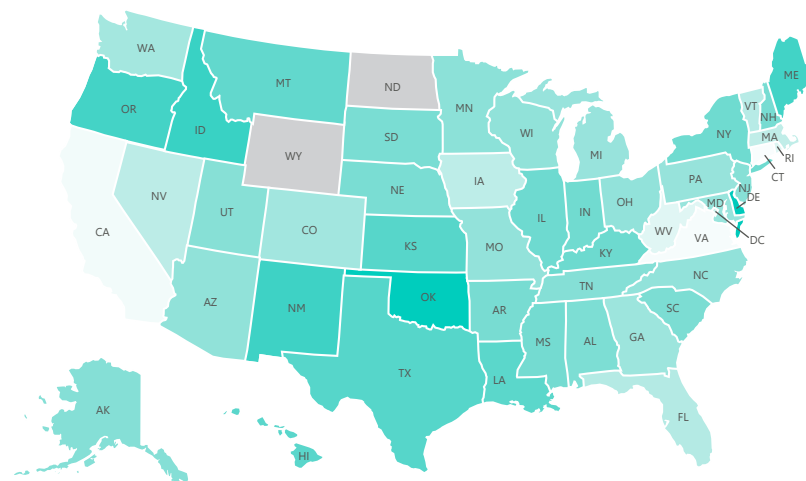 WA
MT
ND
MN
ME
VT
NH
OR
ID
SD
WI
NY
MA
WY
MI
RI
CT
IA
PA
NJ
NE
NV
UT
OH
DE
IL
IN
MD
CA
CO
WV
VA
DC
KS
MO
KY
AZ
NM
OK
TN
NC
AR
SC
MS
AL
GA
TX
LA
AK
FL
HI